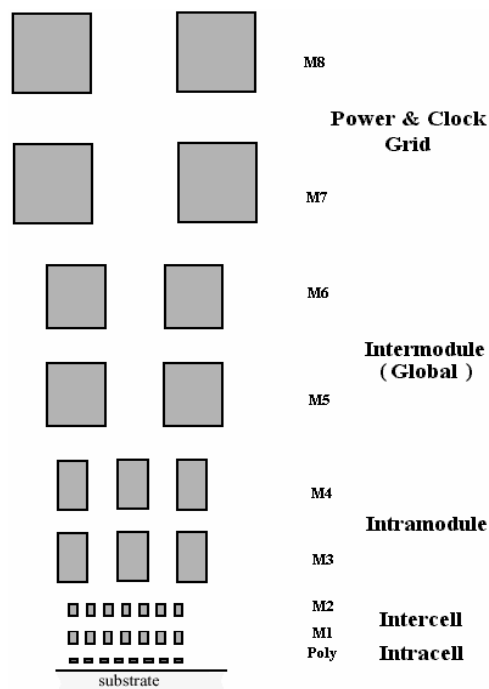 M8
Power & Clock
Grid
M7
M6
Intermodule
( Global )
M5
M4
Intramodule
M3
M2
Intercell
M1
Poly
Intracell
substrate